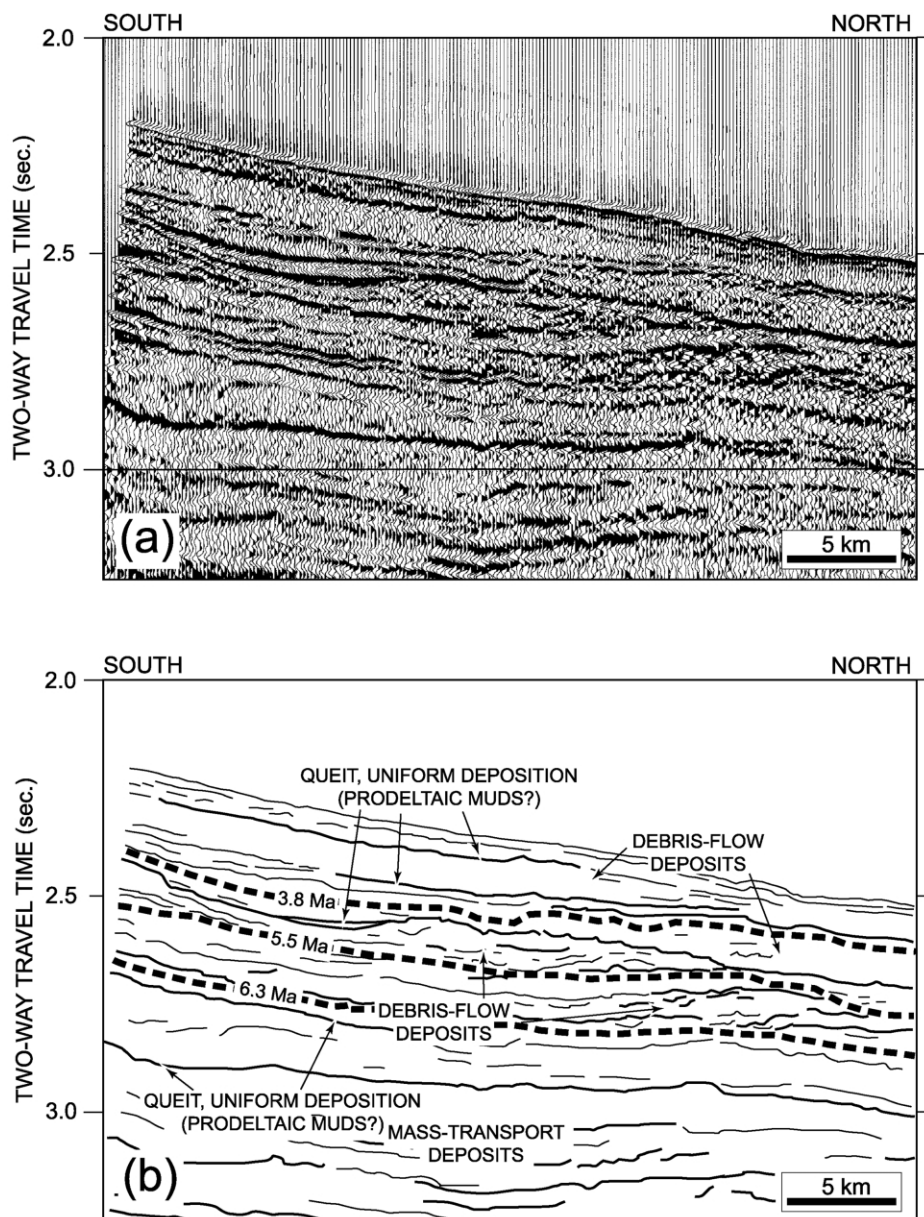 SOUTH NORTH
2.0
2.5
3.0
TWO-WAY TRAVEL TIME (sec.)
(a)
5 km
SOUTH NORTH
2.0
2.5
3.0
TWO-WAY TRAVEL TIME (sec.)
QUEIT, UNIFORM DEPOSITION
(PRODELTAIC MUDS?)
DEBRIS-FLOW
DEPOSITS
3.8 Ma
5.5 Ma
6.3 Ma
DEBRIS-FLOW
DEPOSITS
QUEIT, UNIFORM DEPOSITION
(PRODELTAIC MUDS?)
MASS-TRANSPORT
DEPOSITS
(b)
5 km